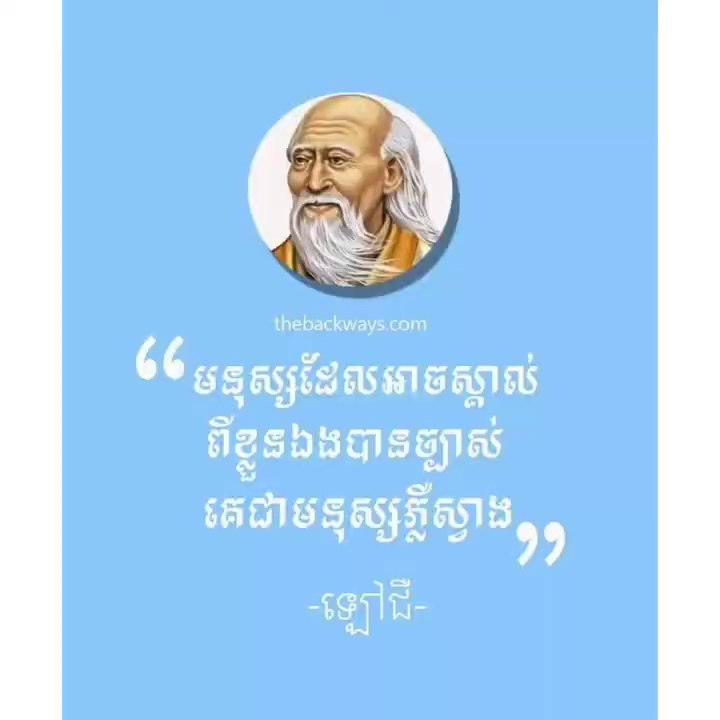 thebackways.com
“មនុស្សដែលអាចស្គាល់
ពីខ្លួនឯងបានច្បាស់
គេជាមនុស្សភ្លឺស្វាង”
-ឡៅជឺ-